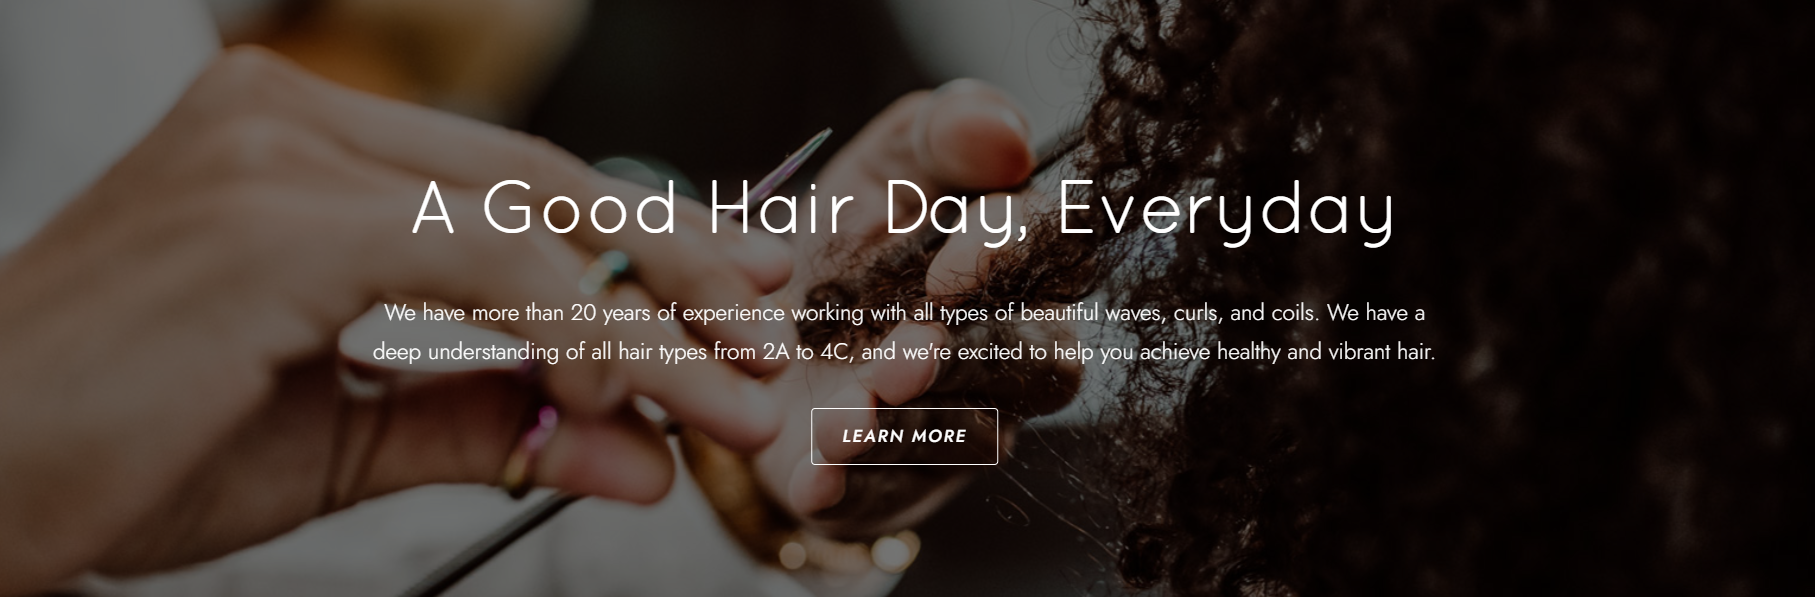 A Good Hair Day, Everyday
We have more than 20 years of experience working with all types of beautiful waves, curls, and coils. We have a
deep understanding of all hair types from 2A to 4C, and we're excited to help you achieve healthy and vibrant hair.
LEARN MORE